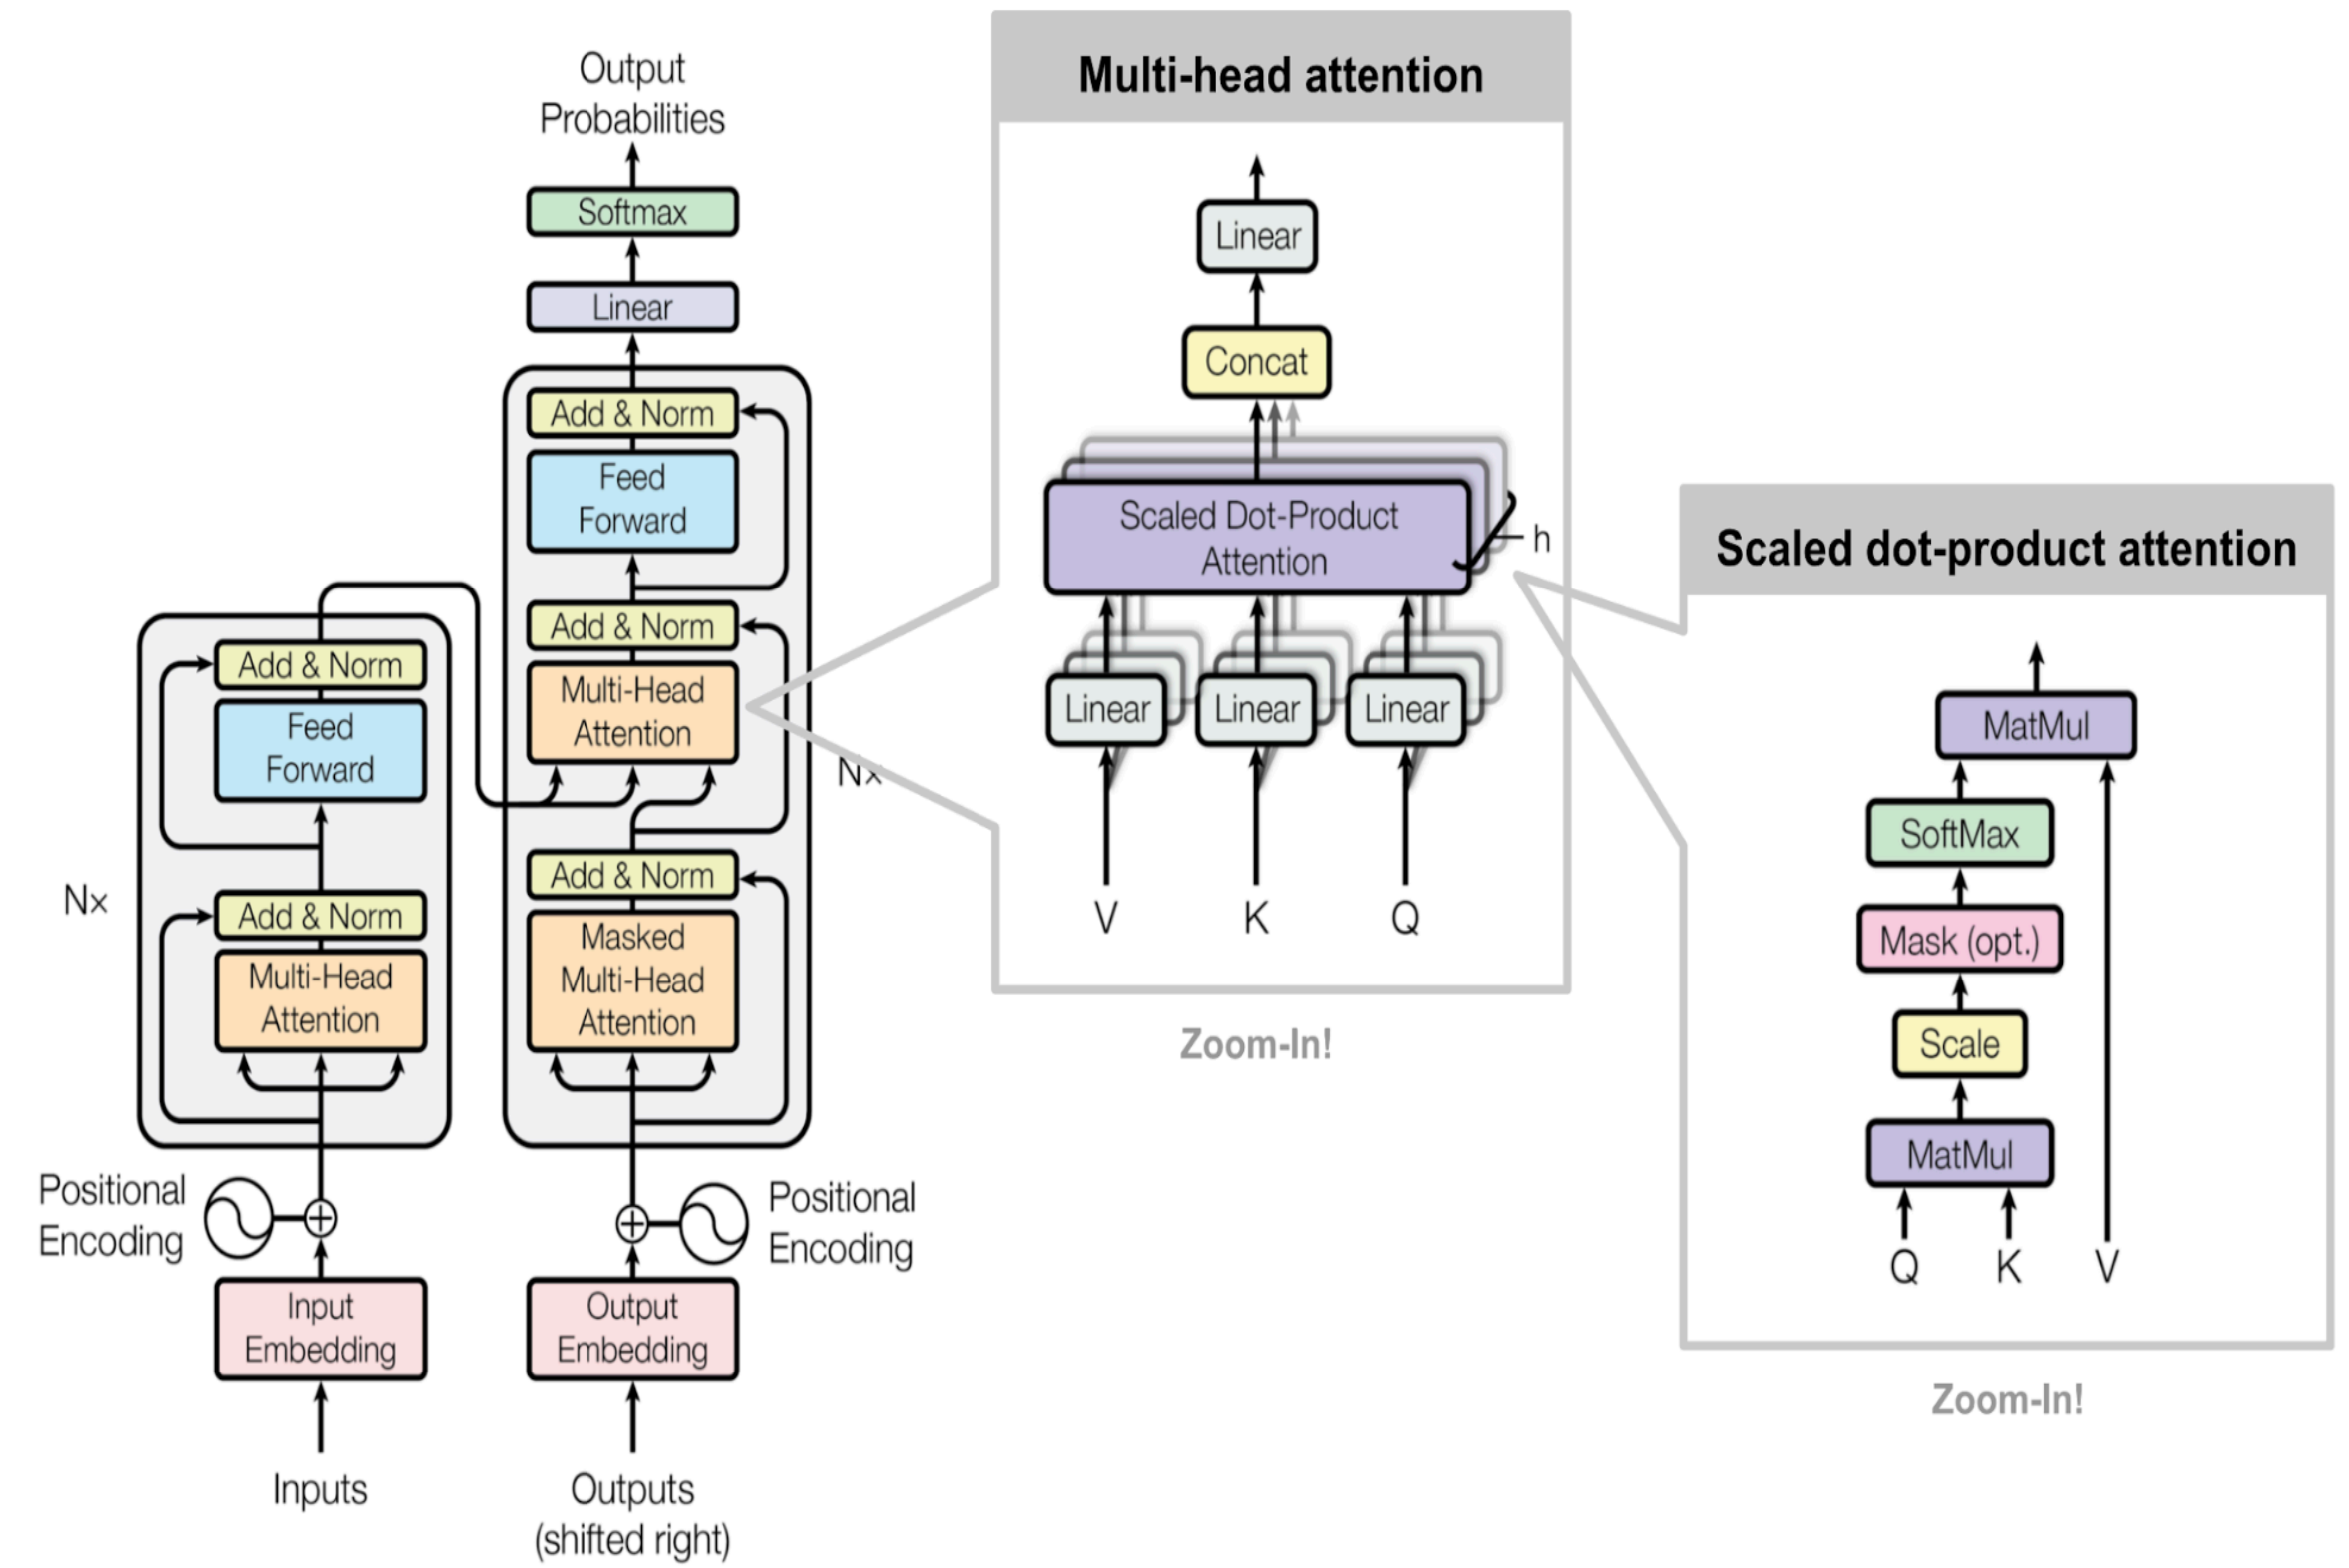 Output
Probabilities
Softmax
Linear
Add & Norm
Feed
Forward
Add & Norm
Multi-Head
Attention
Nx
Add & Norm
Masked
Multi-Head
Attention
Positional
Encoding
Output
Embedding
Outputs
(shifted right)
Add & Norm
Feed
Forward
Nx
Add & Norm
Multi-Head
Attention
Positional
Encoding
Input
Embedding
Inputs
Multi-head attention
Linear
Concat
Scaled Dot-Product
Attention
h
Linear Linear Linear
V K Q
Zoom-In!
Scaled dot-product attention
MatMul
SoftMax
Mask (opt.)
Scale
MatMul
Q K V
Zoom-In!